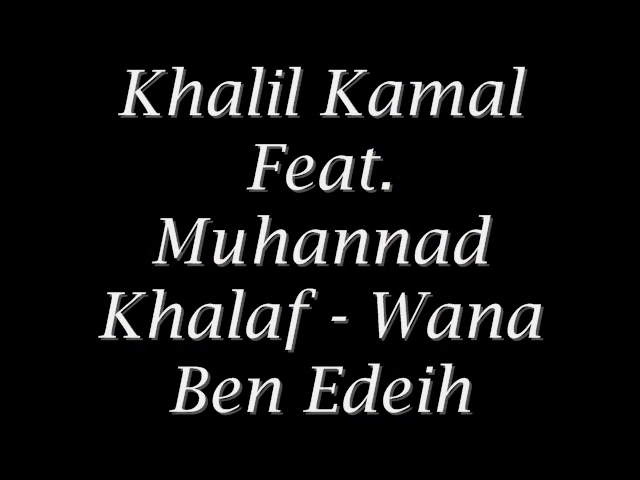 Khalil Kamal
Feat.
Muhannad
Khalaf - Wana
Ben Edeih